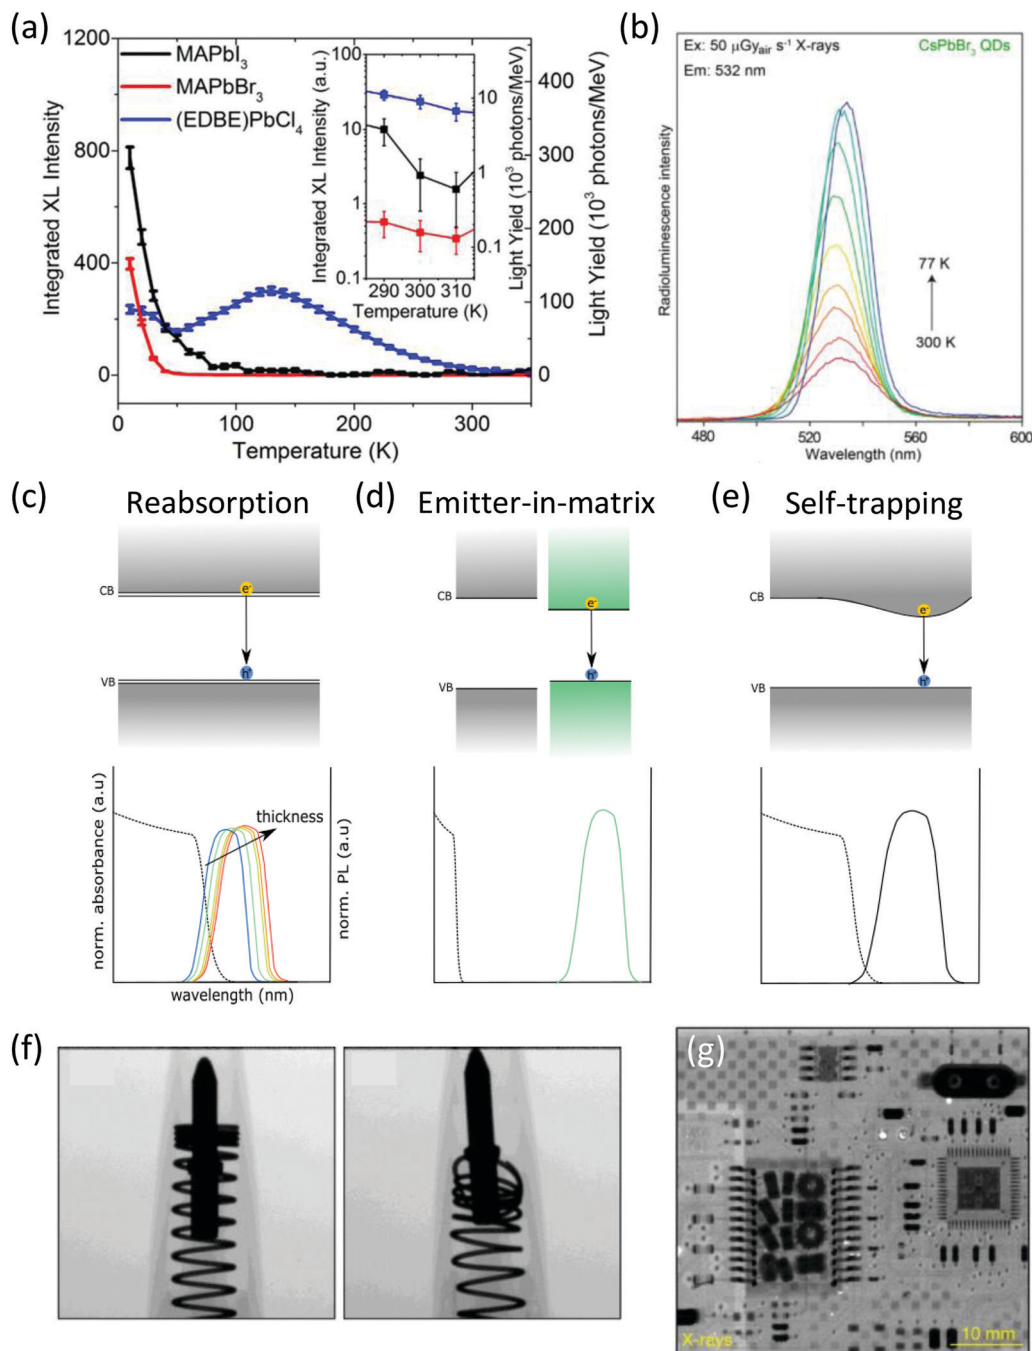 (a)
1200
800
400
0
Integrated XL Intensity
MAPbI₃
MAPbBr₃
(EDBE)PbCl₄
0
100
200
300
Temperature (K)
100
10
1
0.1
Integrated XL Intensity (a.u.)
290 300 310
Temperature (K)
10
1
0.1
Light Yield (10³ photons/MeV)
400
300
200
100
0
Light Yield (10³ photons/MeV)
(b)
Ex: 50 μGyair s⁻¹ X-rays
CsPbBr₃ QDs
Em: 532 nm
77 K
300 K
Radioluminescence intensity
480
520
560
600
Wavelength (nm)
(c)
Reabsorption
CB
e⁻
h⁺
VB
norm. absorbance (a.u)
thickness
norm. PL (a.u)
wavelength (nm)
(d)
Emitter-in-matrix
CB
e⁻
h⁺
VB
(e)
Self-trapping
CB
e⁻
h⁺
VB
(f)
(g)
X-rays
10 mm